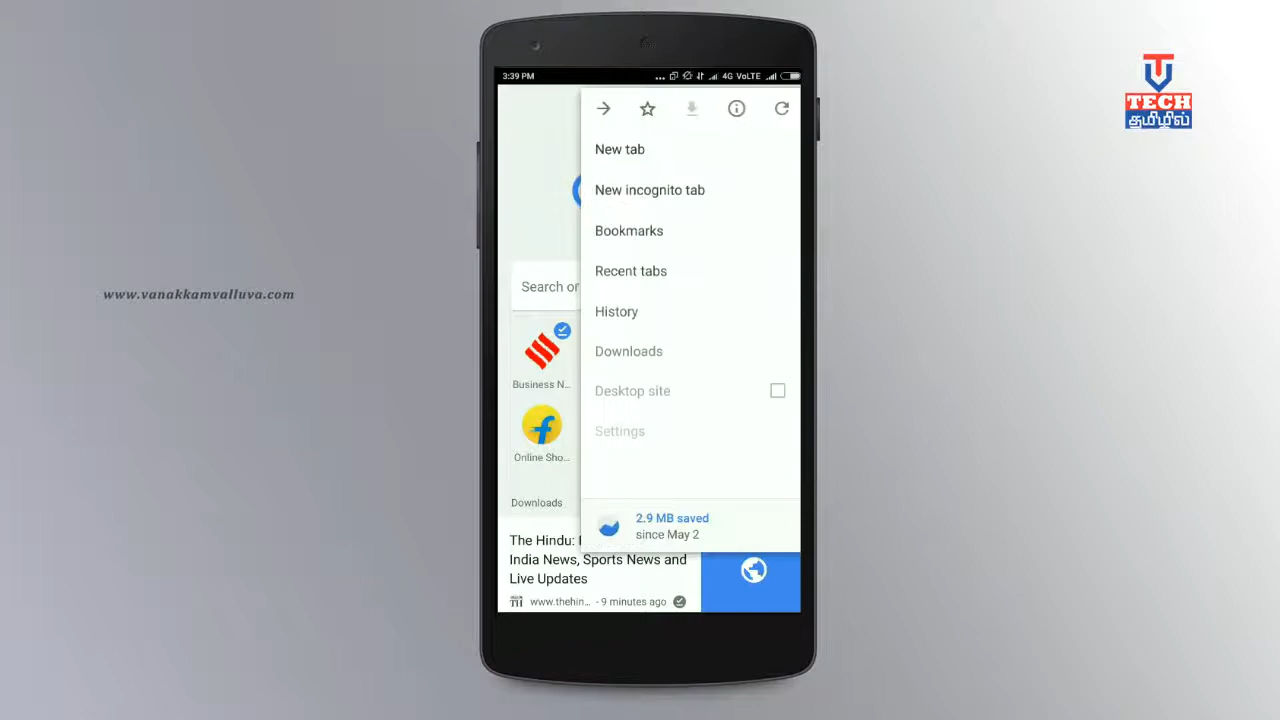 3:39 PM
4G VoLTE
TECH
தமிழில்
New tab
New incognito tab
Bookmarks
www.vanakkamvalluva.com
Recent tabs
Search or
History
Downloads
Business N...
Desktop site
Settings
Online Sho...
Downloads
2.9 MB saved
since May 2
The Hindu:
India News, Sports News and
Live Updates
TH www.thehin... - 9 minutes ago